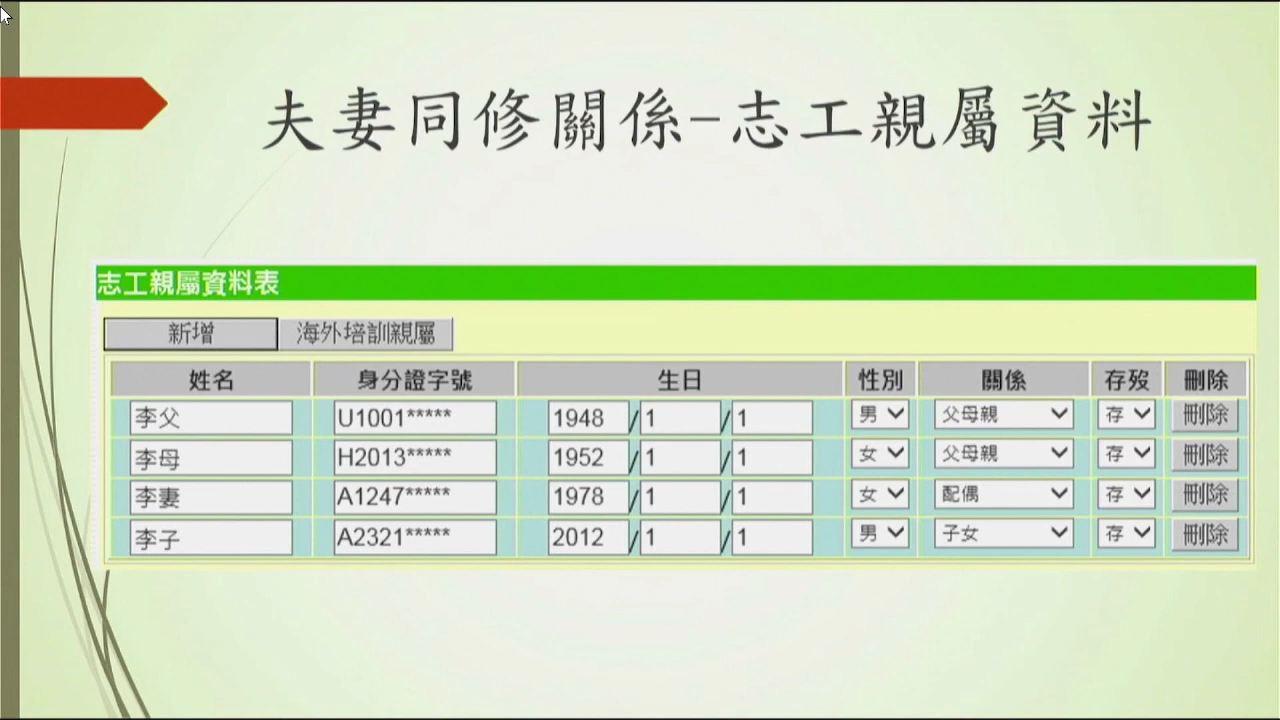 夫妻同修關係-志工親屬資料
志工親屬資料表
新增 海外培訓親屬
姓名 身分證字號 生日 性別 關係 存歿 刪除
李父 U1001***** 1948 / 1 / 1 男 父母親 存 刪除
李母 H2013***** 1952 / 1 / 1 女 父母親 存 刪除
李妻 A1247***** 1978 / 1 / 1 女 配偶 存 刪除
李子 A2321***** 2012 / 1 / 1 男 子女 存 刪除